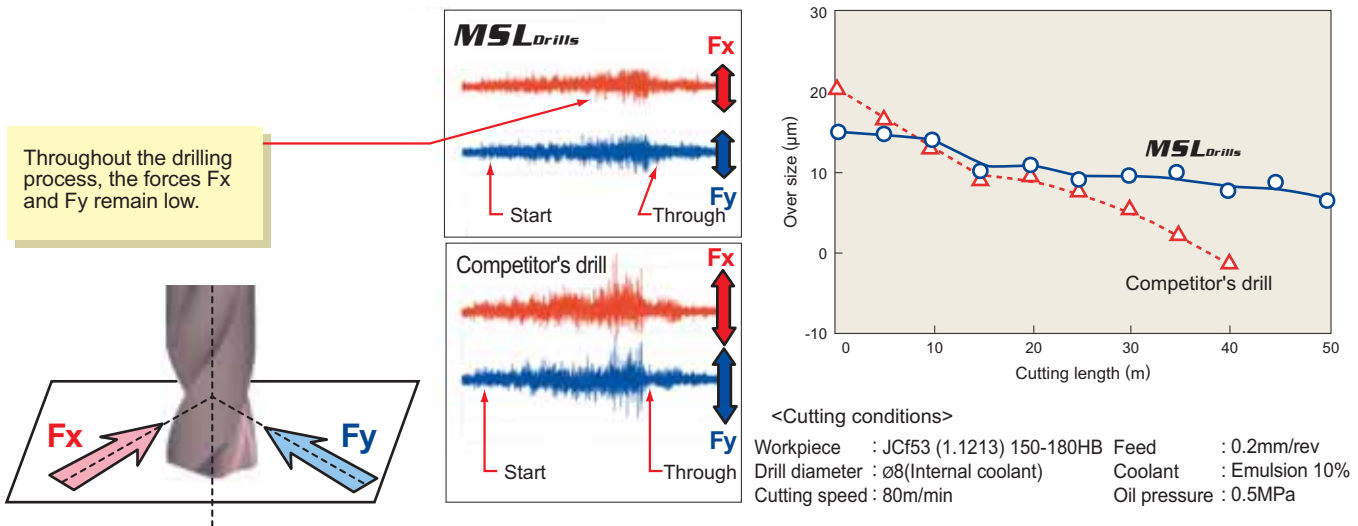 Throughout the drilling
process, the forces Fx
and Fy remain low.
Fx
Fy
MSL Drills
Fx
Fy
Start
Through
Competitor's drill
Fx
Fy
Start
Through
30
20
10
0
-10
Over size (µm)
MSL Drills
Competitor's drill
0 10 20 30 40 50
Cutting length (m)
<Cutting conditions>
Workpiece : JCf53 (1.1213) 150-180HB Feed : 0.2mm/rev
Drill diameter : ø8(Internal coolant) Coolant : Emulsion 10%
Cutting speed : 80m/min Oil pressure : 0.5MPa